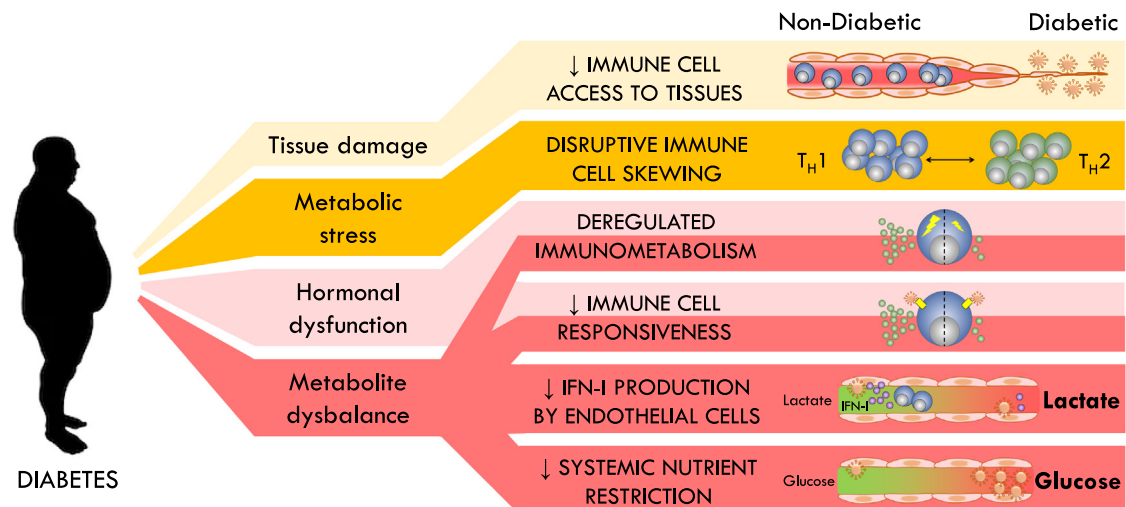 Non-Diabetic
Diabetic
↓ IMMUNE CELL
ACCESS TO TISSUES
Tissue damage
DISRUPTIVE IMMUNE
CELL SKEWING
TH1
TH2
Metabolic
stress
DEREGULATED
IMMUNOMETABOLISM
Hormonal
dysfunction
↓ IMMUNE CELL
RESPONSIVENESS
Metabolite
dysbalance
↓ IFN-I PRODUCTION
BY ENDOTHELIAL CELLS
Lactate
IFN-I
Lactate
↓ SYSTEMIC NUTRIENT
RESTRICTION
Glucose
Glucose
DIABETES